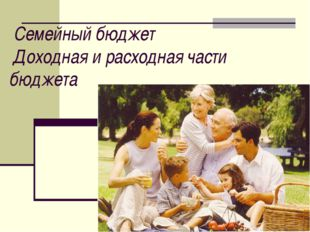 Семейный бюджет
Доходная и расходная части
бюджета